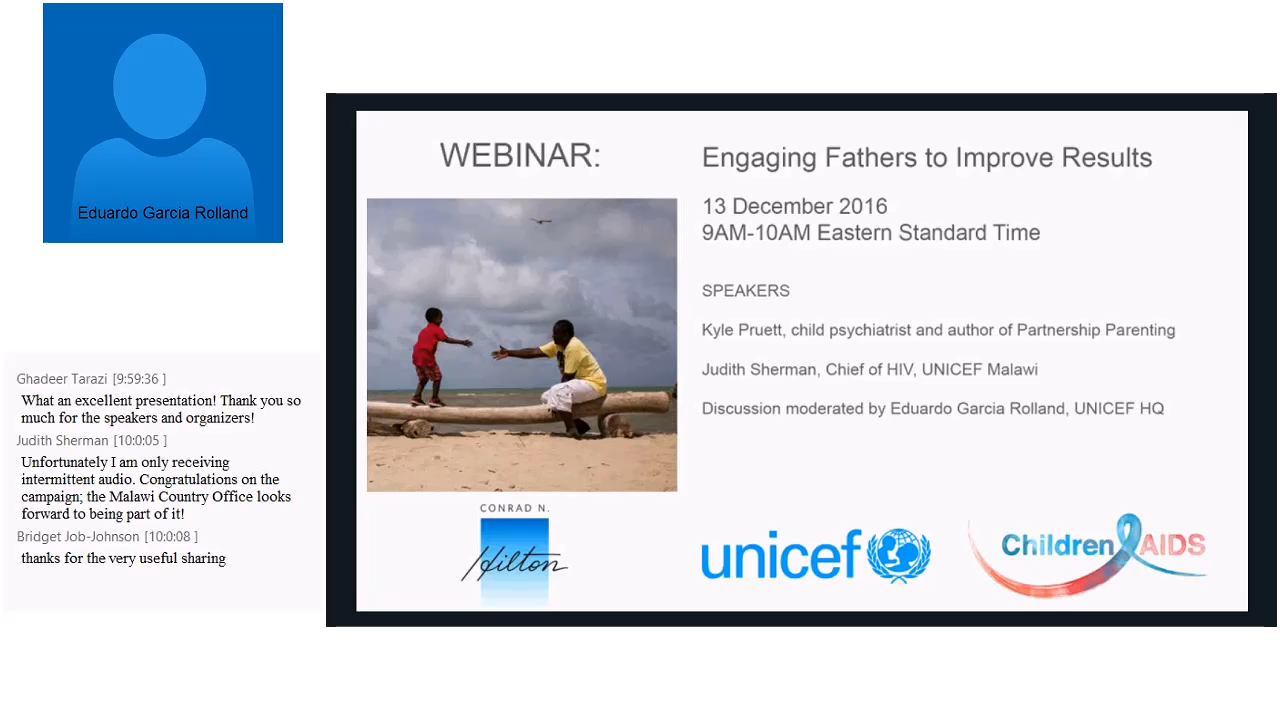 Eduardo Garcia Rolland
Ghadeer Tarazi [9:59:36 ]
What an excellent presentation! Thank you so
much for the speakers and organizers!
Judith Sherman [10:0:05 ]
Unfortunately I am only receiving
intermittent audio. Congratulations on the
campaign; the Malawi Country Office looks
forward to being part of it!
Bridget Job-Johnson [10:0:08 ]
thanks for the very useful sharing
WEBINAR:
Engaging Fathers to Improve Results
13 December 2016
9AM-10AM Eastern Standard Time
SPEAKERS
Kyle Pruett, child psychiatrist and author of Partnership Parenting
Judith Sherman, Chief of HIV, UNICEF Malawi
Discussion moderated by Eduardo Garcia Rolland, UNICEF HQ
CONRAD N.
Hilton
unicef
Children AIDS